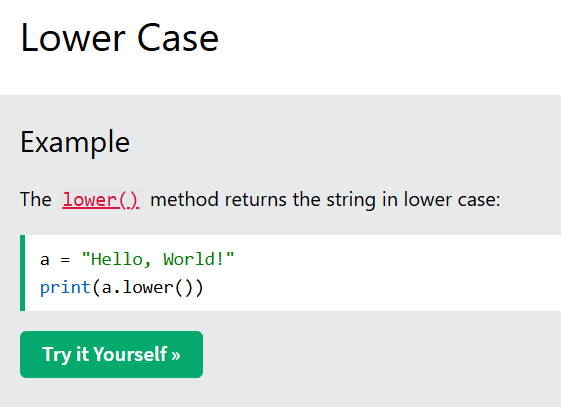 Lower Case
Example
The lower() method returns the string in lower case:
a = "Hello, World!"
print(a.lower())
Try it Yourself »